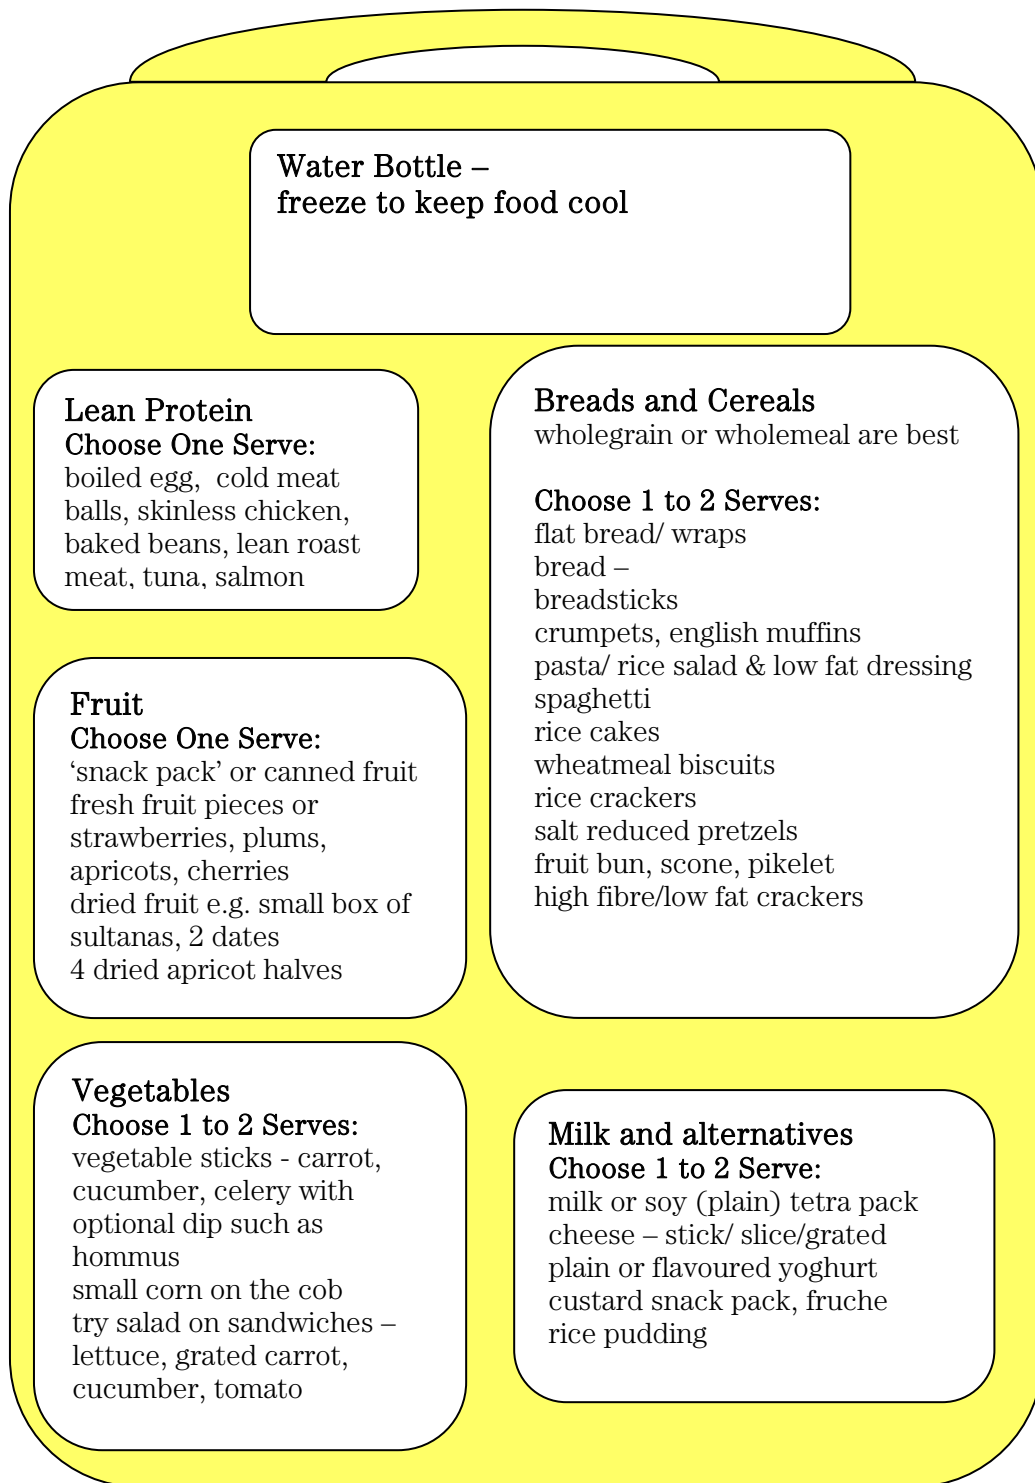 Water Bottle –
freeze to keep food cool
Lean Protein
Choose One Serve:
boiled egg,  cold meat
balls, skinless chicken,
baked beans, lean roast
meat, tuna, salmon
Breads and Cereals
wholegrain or wholemeal are best
Choose 1 to 2 Serves:
flat bread/ wraps
bread –
breadsticks
crumpets, english muffins
pasta/ rice salad & low fat dressing
spaghetti
rice cakes
wheatmeal biscuits
rice crackers
salt reduced pretzels
fruit bun, scone, pikelet
high fibre/low fat crackers
Fruit
Choose One Serve:
‘snack pack’ or canned fruit
fresh fruit pieces or
strawberries, plums,
apricots, cherries
dried fruit e.g. small box of
sultanas, 2 dates
4 dried apricot halves
Vegetables
Choose 1 to 2 Serves:
vegetable sticks - carrot,
cucumber, celery with
optional dip such as
hommus
small corn on the cob
try salad on sandwiches –
lettuce, grated carrot,
cucumber, tomato
Milk and alternatives
Choose 1 to 2 Serve:
milk or soy (plain) tetra pack
cheese – stick/ slice/grated
plain or flavoured yoghurt
custard snack pack, fruche
rice pudding